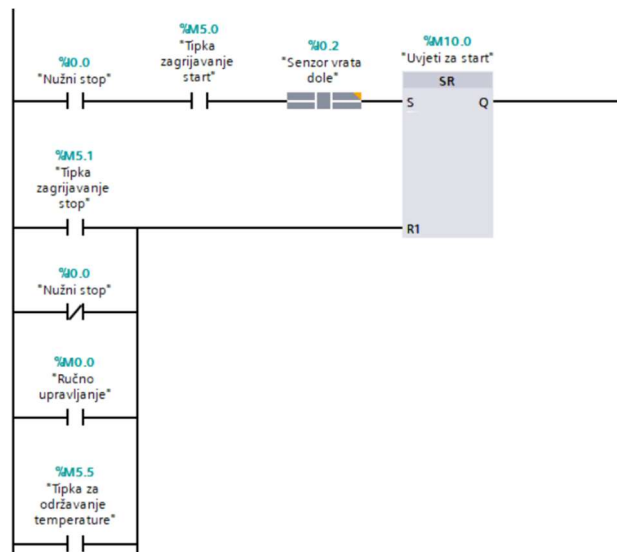 %M5.0
%I0.0
"Tipka
%I0.2
%M10.0
"Nužni stop"
zagrijavanje
"Senzor vrata
"Uvjeti za start"
start"
dole"
SR
S
Q
%M5.1
"Tipka
zagrijavanje
stop"
R1
%I0.0
"Nužni stop"
%M0.0
"Ručno
upravljanje"
%M5.5
"Tipka za
održavanje
temperature"